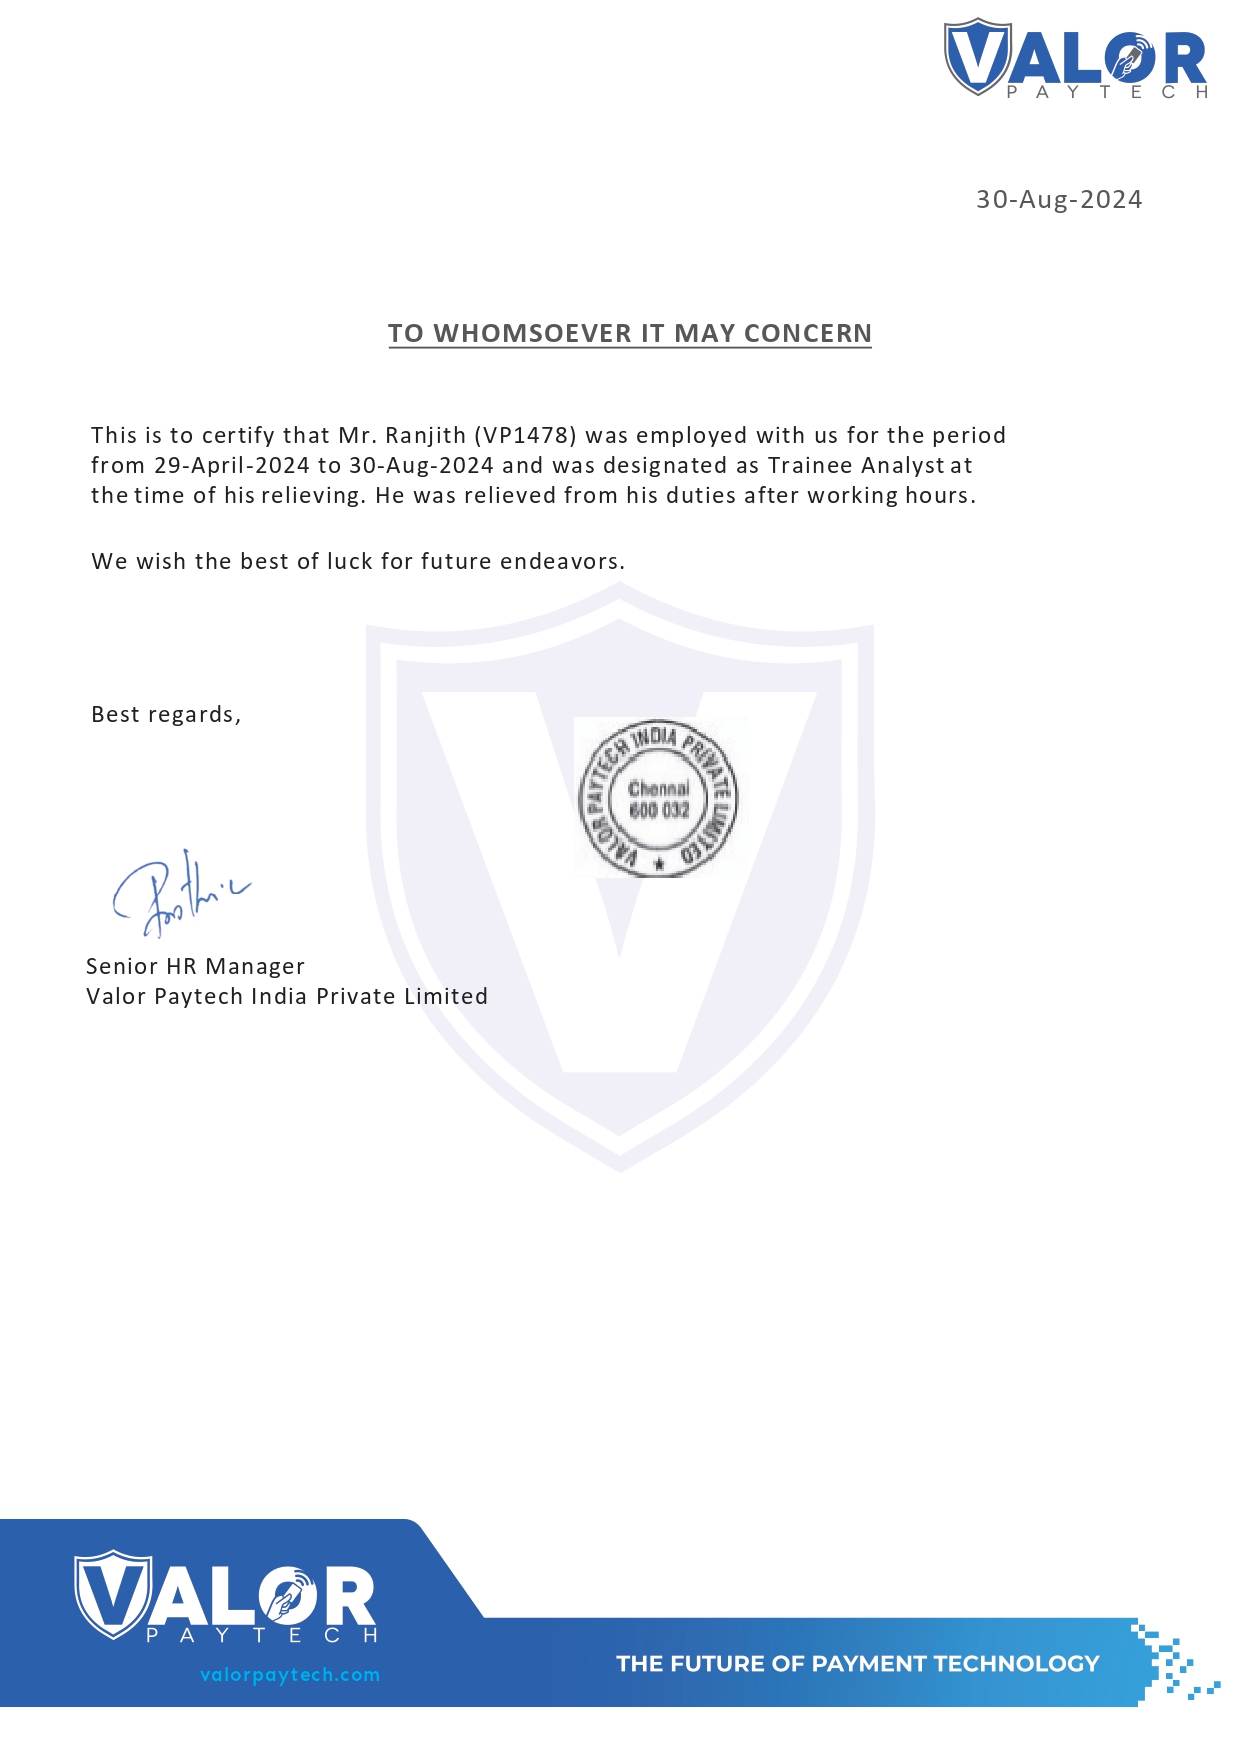 VALOR
PAYTECH
30-Aug-2024
TO WHOMSOEVER IT MAY CONCERN
This is to certify that Mr. Ranjith (VP1478) was employed with us for the period
from 29-April-2024 to 30-Aug-2024 and was designated as Trainee Analyst at
the time of his relieving. He was relieved from his duties after working hours.
We wish the best of luck for future endeavors.
Best regards,
VALOR PAYTECH INDIA PRIVATE LIMITED
Chennai
600 032
Senior HR Manager
Valor Paytech India Private Limited
VALOR
PAYTECH
valorpaytech.com
THE FUTURE OF PAYMENT TECHNOLOGY